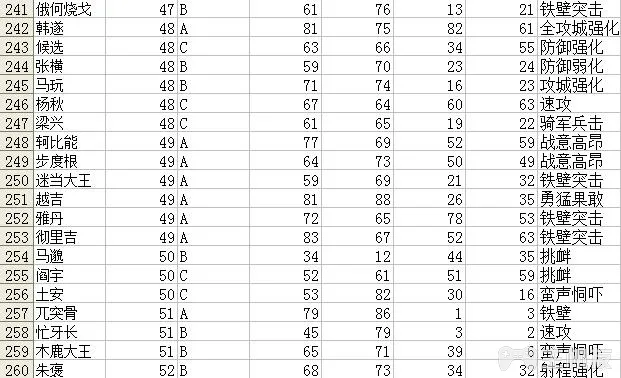 241 俄何烧戈 47 B 61 76 13 21 铁壁突击
242 韩遂 48 A 81 75 82 61 全攻城强化
243 候选 48 C 63 66 34 55 防御强化
244 张横 48 B 59 70 23 24 防御弱化
245 马玩 48 B 71 74 16 23 攻城强化
246 杨秋 48 C 67 64 60 63 速攻
247 梁兴 48 C 61 65 19 22 骑军兵击
248 轲比能 49 A 77 69 52 59 战意高昂
249 步度根 49 A 64 73 50 49 战意高昂
250 迷当大王 49 A 59 69 21 32 铁壁突击
251 越吉 49 A 81 88 26 35 勇猛果敢
252 雅丹 49 A 72 65 78 53 铁壁突击
253 彻里吉 49 A 83 67 52 63 铁壁突击
254 马邈 50 B 34 12 44 35 挑衅
255 阎宇 50 C 52 61 51 59 挑衅
256 土安 50 C 53 82 30 16 蛮声恫吓
257 兀突骨 51 A 79 86 1 3 铁壁
258 忙牙长 51 B 45 79 3 2 速攻
259 木鹿大王 51 B 65 71 39 6 蛮声恫吓
260 朱褒 52 B 68 73 34 32 射程强化